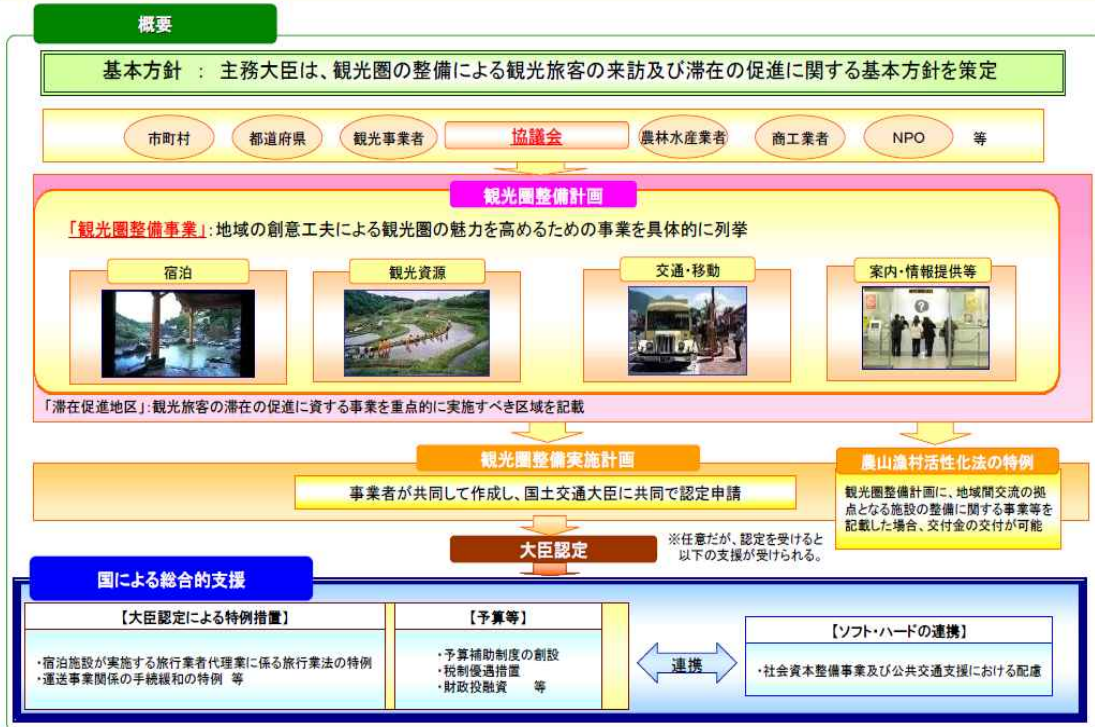 概要
基本方針 ： 主務大臣は、観光圏の整備による観光旅客の来訪及び滞在の促進に関する基本方針を策定
市町村
都道府県
観光事業者
協議会
農林水産業者
商工業者
NPO
等
観光圏整備計画
「観光圏整備事業」:地域の創意工夫による観光圏の魅力を高めるための事業を具体的に列挙
宿泊
観光資源
交通・移動
案内・情報提供等
?
「滞在促進地区」:観光旅客の滞在の促進に資する事業を重点的に実施すべき区域を記載
観光圏整備実施計画
事業者が共同して作成し、国土交通大臣に共同で認定申請
農山漁村活性化法の特例
観光圏整備計画に、地域間交流の拠
点となる施設の整備に関する事業等を
記載した場合、交付金の交付が可能
大臣認定
※任意だが、認定を受けると
以下の支援が受けられる。
国による総合的支援
【大臣認定による特例措置】
・宿泊施設が実施する旅行業者代理業に係る旅行業法の特例
・運送事業関係の手続緩和の特例 等
【予算等】
・予算補助制度の創設
・税制優遇措置
・財政投融資 等
連携
【ソフト・ハードの連携】
・社会資本整備事業及び公共交通支援における配慮